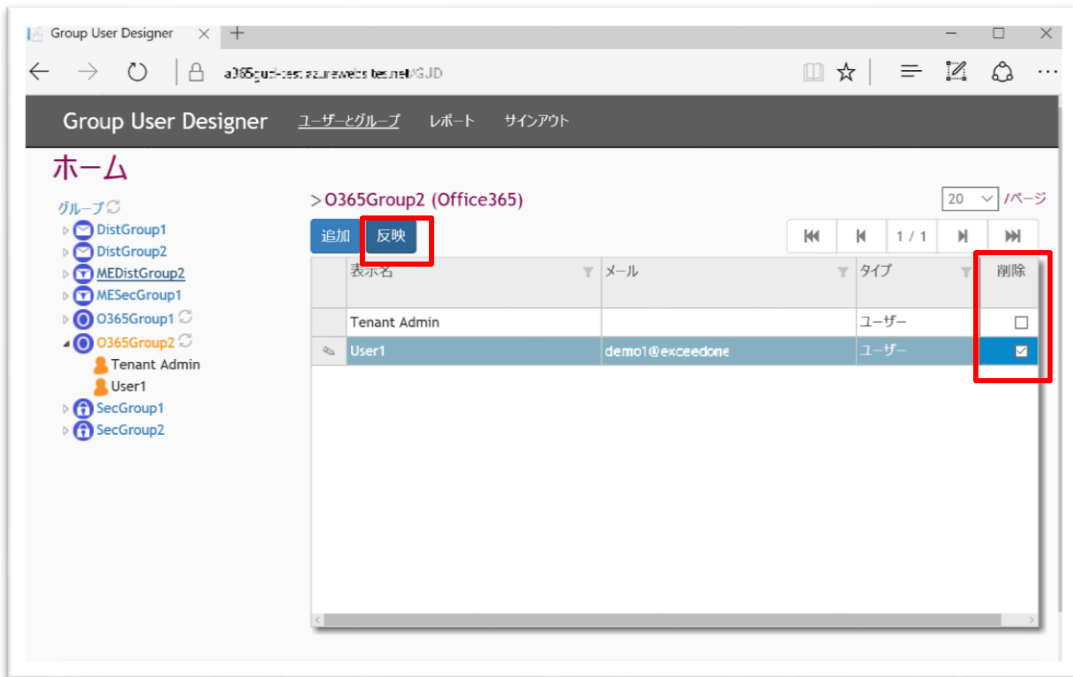 Group User Designer
Group User Designer ユーザーとグループ レポート サインアウト
ホーム
グループ
DistGroup1
DistGroup2
MEDistGroup2
MESecGroup1
O365Group1
O365Group2
Tenant Admin
User1
SecGroup1
SecGroup2
>O365Group2 (Office365)
20 /ページ
追加 反映
1 / 1
表示名 メール タイプ 削除
Tenant Admin ユーザー
User1 demo1@exceedone ユーザー